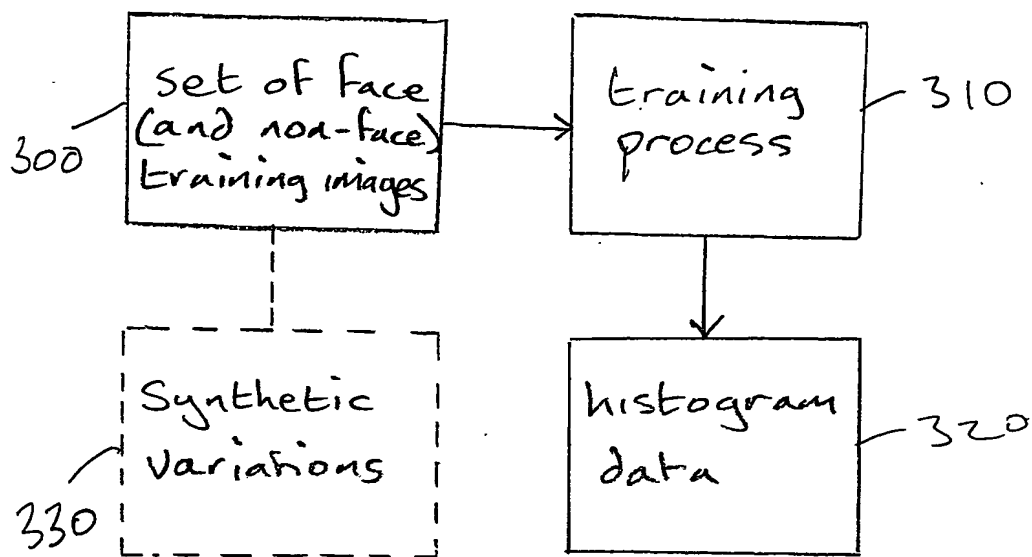 set of face
(and non-face)
training images
300
training
process
310
Synthetic
variations
330
histogram
data
320